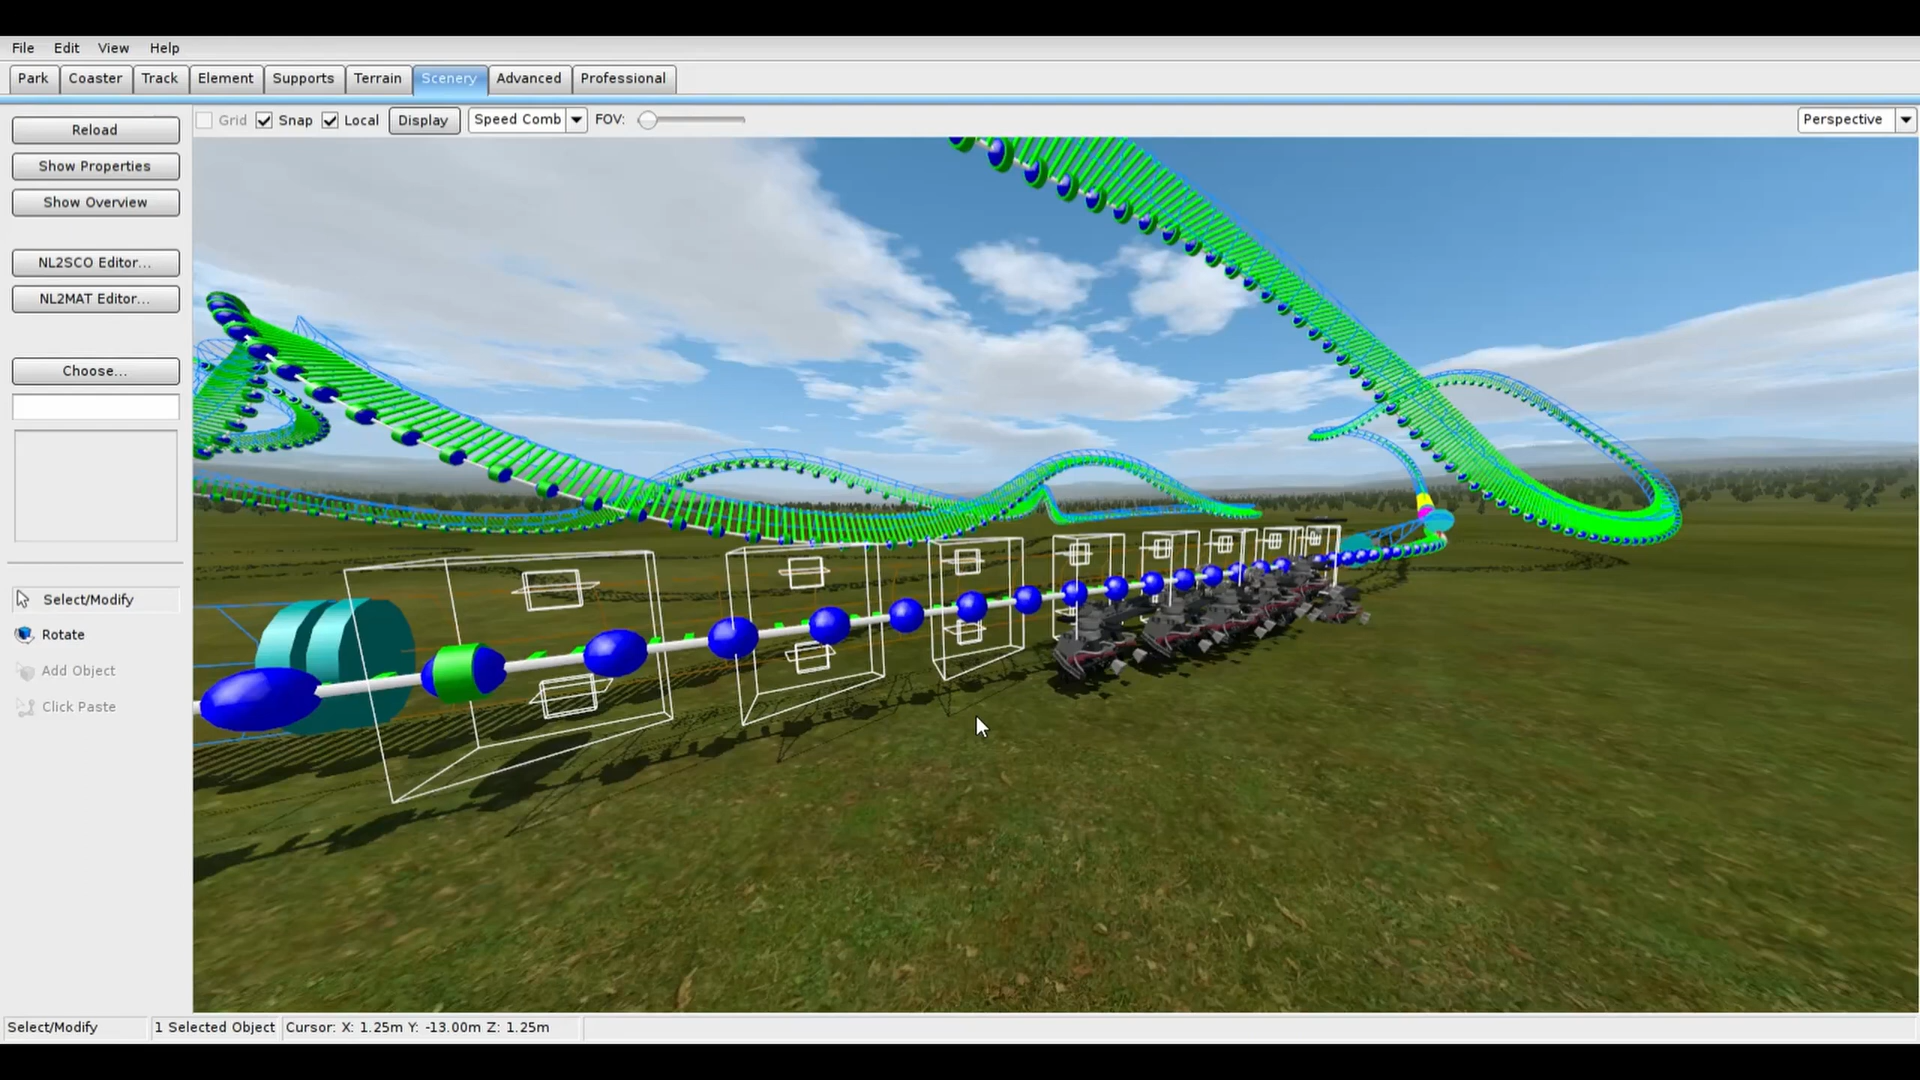 File Edit View Help
Park Coaster Track Element Supports Terrain Scenery Advanced Professional
Grid Snap Local Display Speed Comb FOV: Perspective
Reload
Show Properties
Show Overview
NL2SCO Editor...
NL2MAT Editor...
Choose...
Select/Modify
Rotate
Add Object
Click Paste
Select/Modify 1 Selected Object Cursor: X: 1.25m Y: -13.00m Z: 1.25m